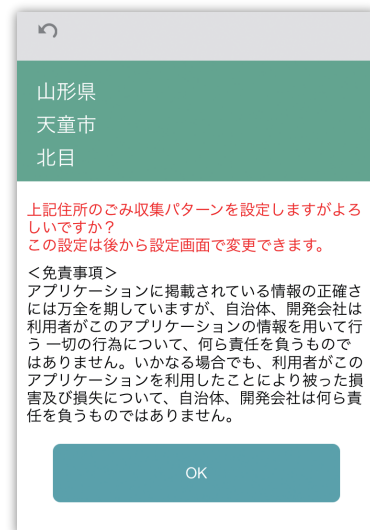 山形県
天童市
北目
上記住所のごみ収集パターンを設定しますがよろ
しいですか？
この設定は後から設定画面で変更できます。
＜免責事項＞
アプリケーションに掲載されている情報の正確さ
には万全を期していますが、自治体、開発会社は
利用者がこのアプリケーションの情報を用いて行
う 一切の行為について、何ら責任を負うもので
はありません。いかなる場合でも、利用者がこの
アプリケーションを利用したことにより被った損
害及び損失について、自治体、開発会社は何ら責
任を負うものではありません。
OK